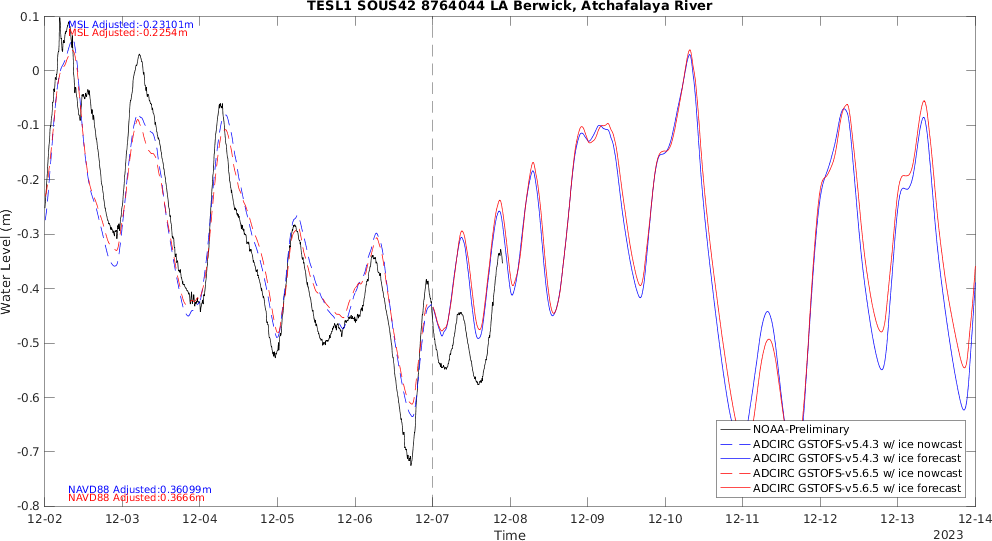 TESL1 SOUS42 8764044 LA Berwick, Atchafalaya River
MSL Adjusted:-0.23101m
MSL Adjusted:-0.2254m
0.1
0
-0.1
-0.2
-0.3
-0.4
-0.5
-0.6
-0.7
-0.8
Water Level (m)
NOAA-Preliminary
ADCIRC GSTOFS-v5.4.3 w/ ice nowcast
ADCIRC GSTOFS-v5.4.3 w/ ice forecast
ADCIRC GSTOFS-v5.6.5 w/ ice nowcast
ADCIRC GSTOFS-v5.6.5 w/ ice forecast
NAVD88 Adjusted:0.36099m
NAVD88 Adjusted:0.3666m
12-02 12-03 12-04 12-05 12-06 12-07 12-08 12-09 12-10 12-11 12-12 12-13 12-14
Time
2023